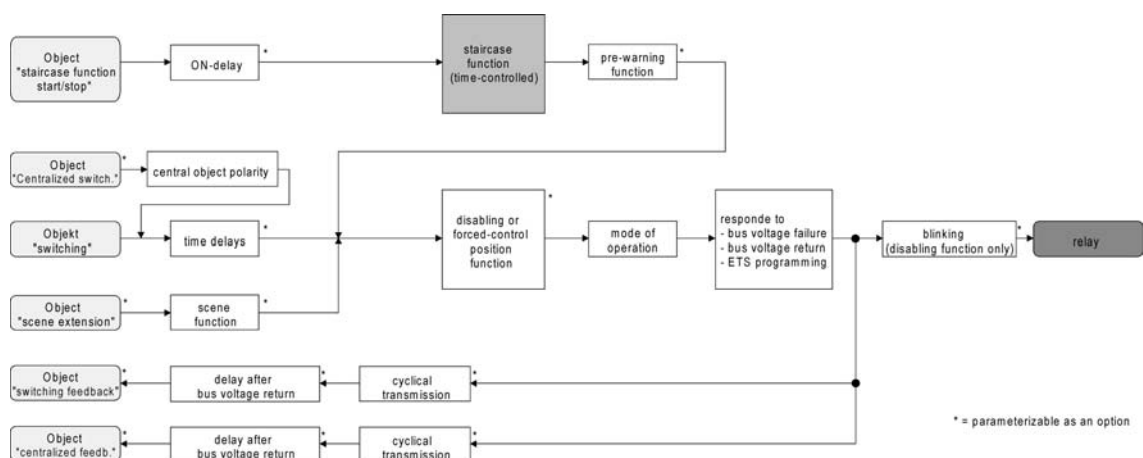 Object
"staircase function
start/stop"
*
ON-delay
staircase
function
(time-controlled)
*
pre-warning
function
*
Object
"Centralized switch."
*
central object polarity
Objekt
"switching"
time delays
*
disabling or
forced-control
position
function
*
mode of
operation
responde to
- bus voltage failure
- bus voltage return
- ETS programming
blinking
(disabling function only)
*
relay
Object
"scene extension"
*
scene
function
*
Object
"switching feedback"
*
delay after
bus voltage return
*
cyclical
transmission
*
Object
"centralized feedb."
*
delay after
bus voltage return
*
cyclical
transmission
*
* = parameterizable as an option